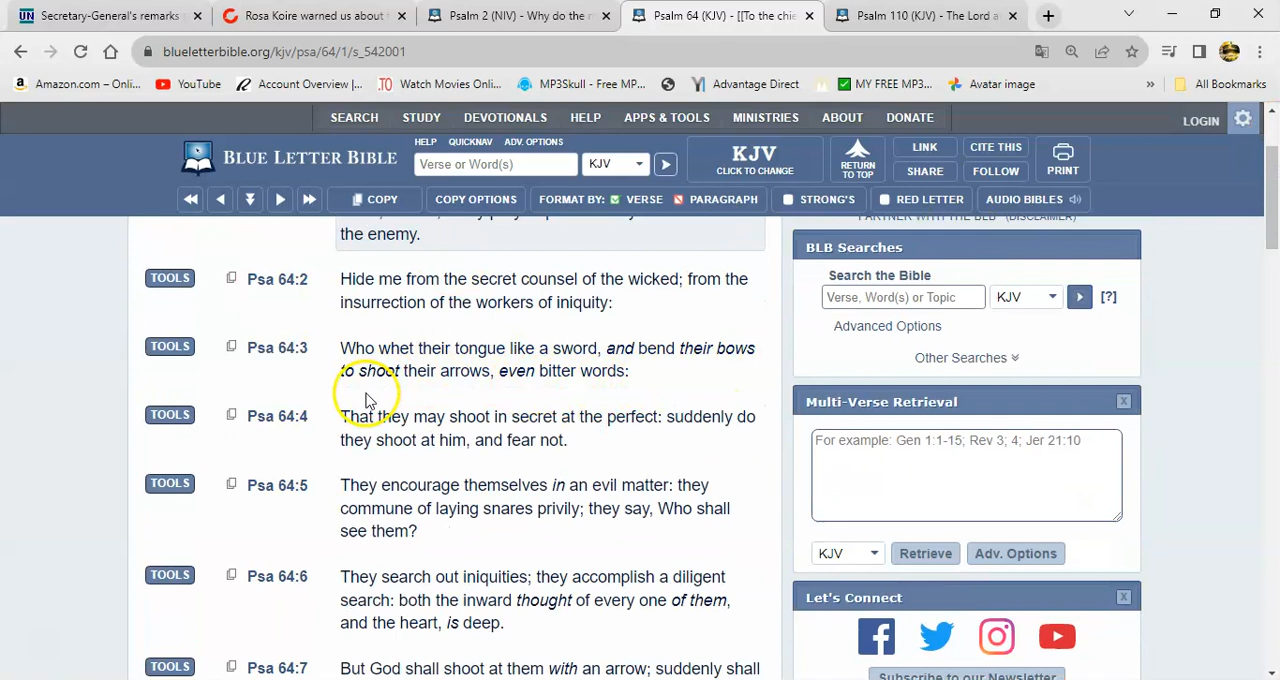 Secretary-General's remarks
Rosa Koire warned us about
Psalm 2 (NIV) - Why do the n
Psalm 64 (KJV) - [[To the chie
Psalm 110 (KJV) - The Lord a
blueletterbible.org/kjv/psa/64/1/s_542001
Amazon.com – Onli...
YouTube
Account Overview |...
.TO Watch Movies Onli...
MP3Skull - Free MP...
Advantage Direct
MY FREE MP3...
Avatar image
»
All Bookmarks
SEARCH STUDY DEVOTIONALS HELP APPS & TOOLS MINISTRIES ABOUT DONATE LOGIN
BLUE LETTER BIBLE
HELP QUICKNAV ADV. OPTIONS
Verse or Word(s) KJV
KJV
CLICK TO CHANGE
RETURN
TO TOP
LINK CITE THIS
SHARE FOLLOW
PRINT
COPY COPY OPTIONS FORMAT BY: VERSE PARAGRAPH STRONG'S RED LETTER AUDIO BIBLES
the enemy.
TOOLS Psa 64:2 Hide me from the secret counsel of the wicked; from the
insurrection of the workers of iniquity:
TOOLS Psa 64:3 Who whet their tongue like a sword, and bend their bows
to shoot their arrows, even bitter words:
TOOLS Psa 64:4 That they may shoot in secret at the perfect: suddenly do
they shoot at him, and fear not.
TOOLS Psa 64:5 They encourage themselves in an evil matter: they
commune of laying snares privily; they say, Who shall
see them?
TOOLS Psa 64:6 They search out iniquities; they accomplish a diligent
search: both the inward thought of every one of them,
and the heart, is deep.
TOOLS Psa 64:7 But God shall shoot at them with an arrow; suddenly shall
PARTNER WITH THE BLB (DISCLAIMER)
BLB Searches
Search the Bible
Verse, Word(s) or Topic KJV [?]
Advanced Options
Other Searches
Multi-Verse Retrieval
For example: Gen 1:1-15; Rev 3; 4; Jer 21:10
KJV Retrieve Adv. Options
Let's Connect
Subscribe to our Newsletter